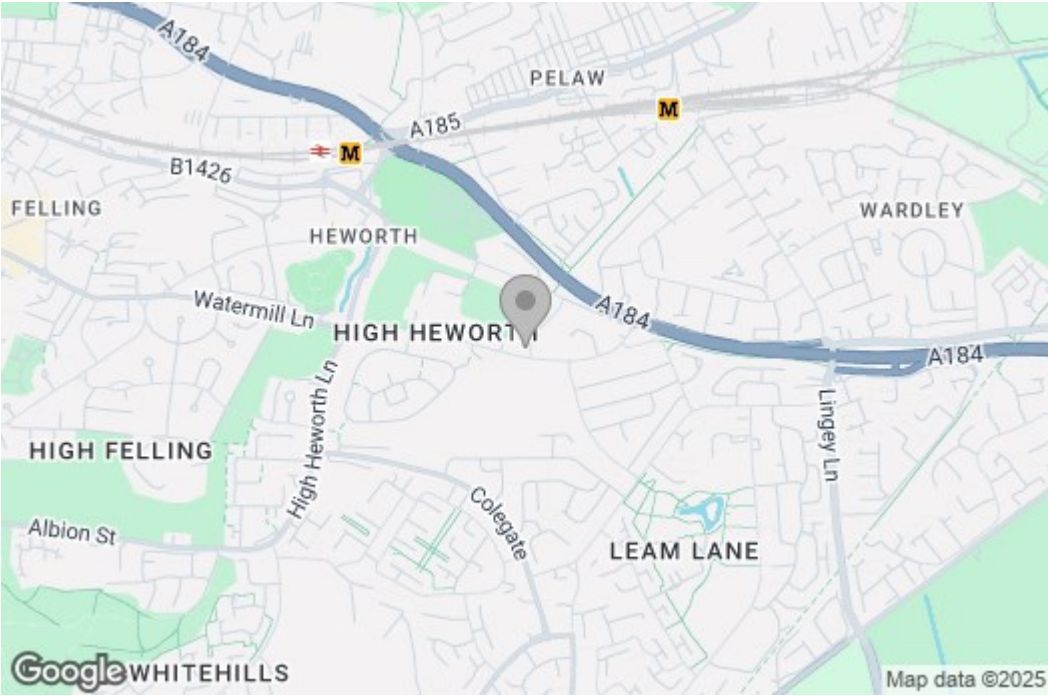 A184
PELAW
M
A185
M
B1426
FELLING
WARDLEY
HEWORTH
Watermill Ln
A184
HIGH HEWORTH
A184
High Heworth Ln
Lingey Ln
HIGH FELLING
Colegate
Albion St
LEAM LANE
Google
WHITEHILLS
Map data ©2025